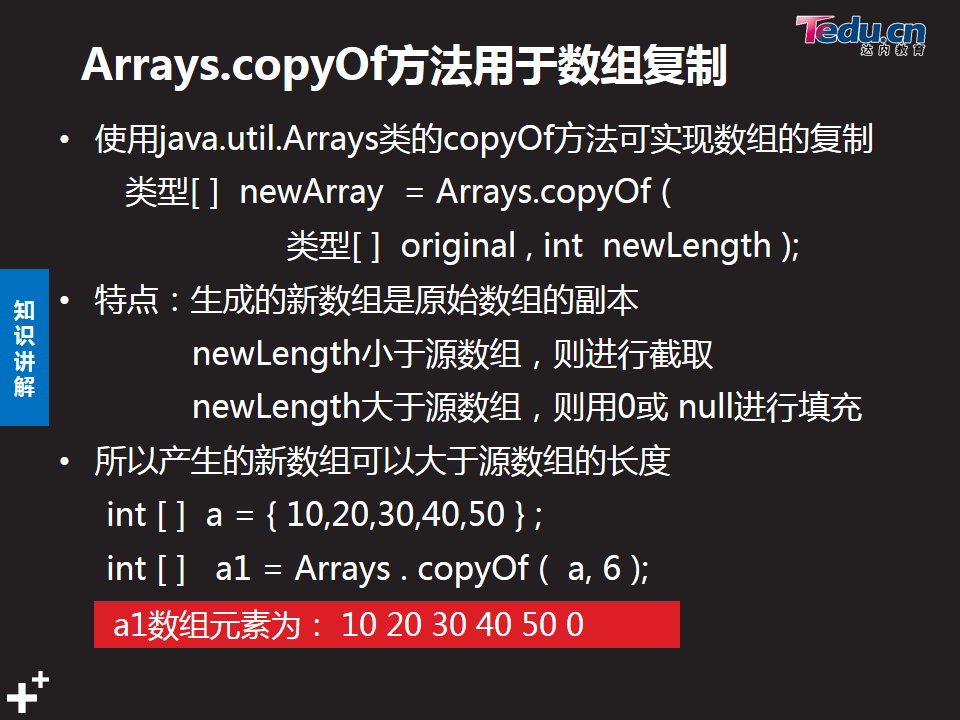 Tedu.cn
达内教育
Arrays.copyOf方法用于数组复制
• 使用java.util.Arrays类的copyOf方法可实现数组的复制
类型[ ] newArray = Arrays.copyOf (
类型[ ] original , int newLength );
• 特点：生成的新数组是原始数组的副本
newLength小于源数组，则进行截取
newLength大于源数组，则用0或 null进行填充
• 所以产生的新数组可以大于源数组的长度
int [ ] a = { 10,20,30,40,50 } ;
int [ ] a1 = Arrays . copyOf ( a, 6 );
a1数组元素为： 10 20 30 40 50 0
知识讲解